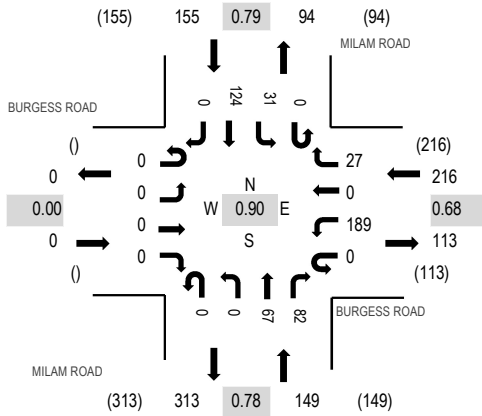 (155) 155 0.79 94 (94)
MILAM ROAD
BURGESS ROAD
0 124 31 0
() 0 27 (216)
0 0 0 216
0.00 0 W N 0.90 E S 189 0.68
0 0 0 113
() (113)
0 0 67 82
BURGESS ROAD
MILAM ROAD
(313) 313 0.78 149 (149)